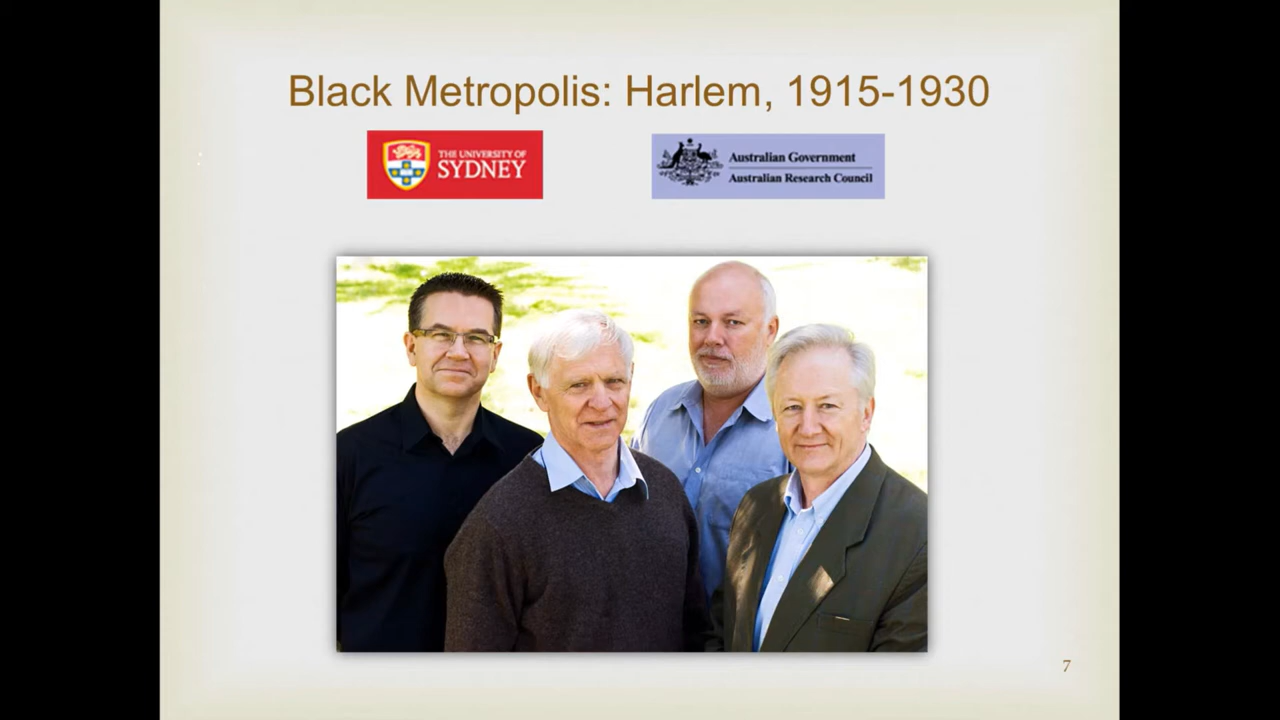 Black Metropolis: Harlem, 1915-1930
THE UNIVERSITY OF
SYDNEY
Australian Government
Australian Research Council
7